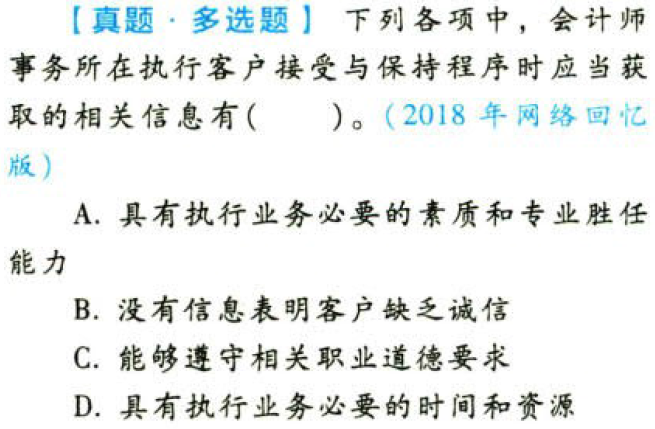 【真题·多选题】 下列各项中，会计师
事务所在执行客户接受与保持程序时应当获
取的相关信息有(　　)。(2018 年网络回忆
版)
A. 具有执行业务必要的素质和专业胜任
能力
B. 没有信息表明客户缺乏诚信
C. 能够遵守相关职业道德要求
D. 具有执行业务必要的时间和资源